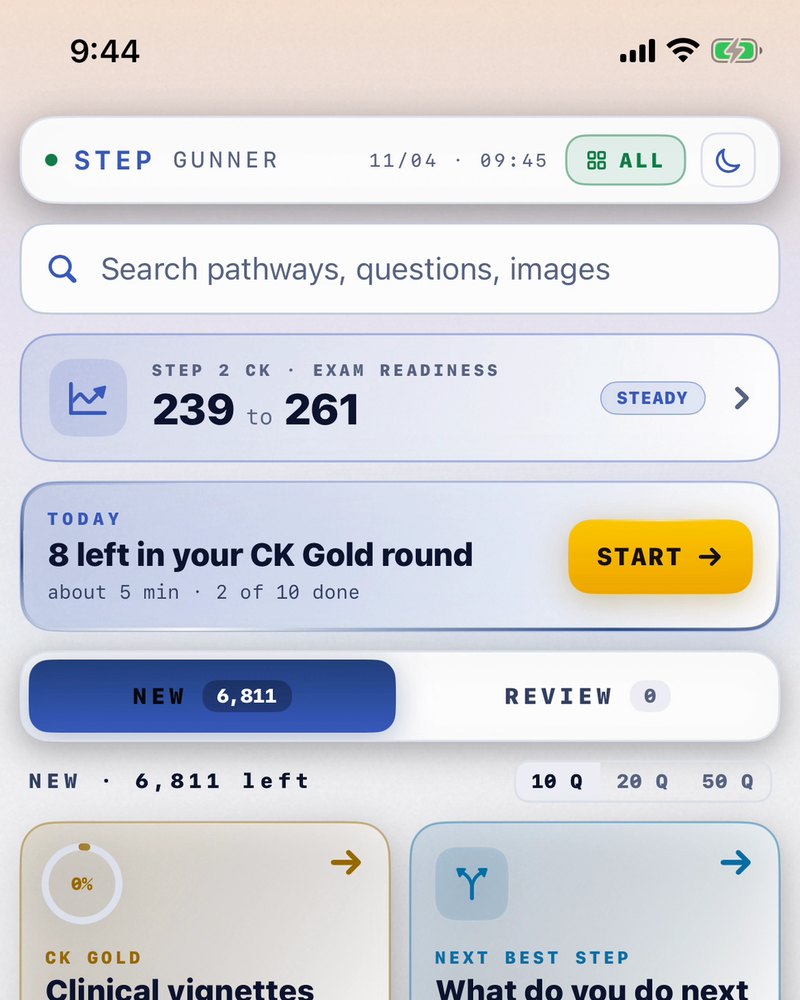 9:44
STEP GUNNER 11/04 · 09:45 ALL
Search pathways, questions, images
STEP 2 CK · EXAM READINESS
239 to 261
STEADY
TODAY
8 left in your CK Gold round
about 5 min · 2 of 10 done
START →
NEW 6,811 REVIEW 0
NEW · 6,811 left 10 Q 20 Q 50 Q
0%
CK GOLD
Clinical vignettes
NEXT BEST STEP
What do you do next